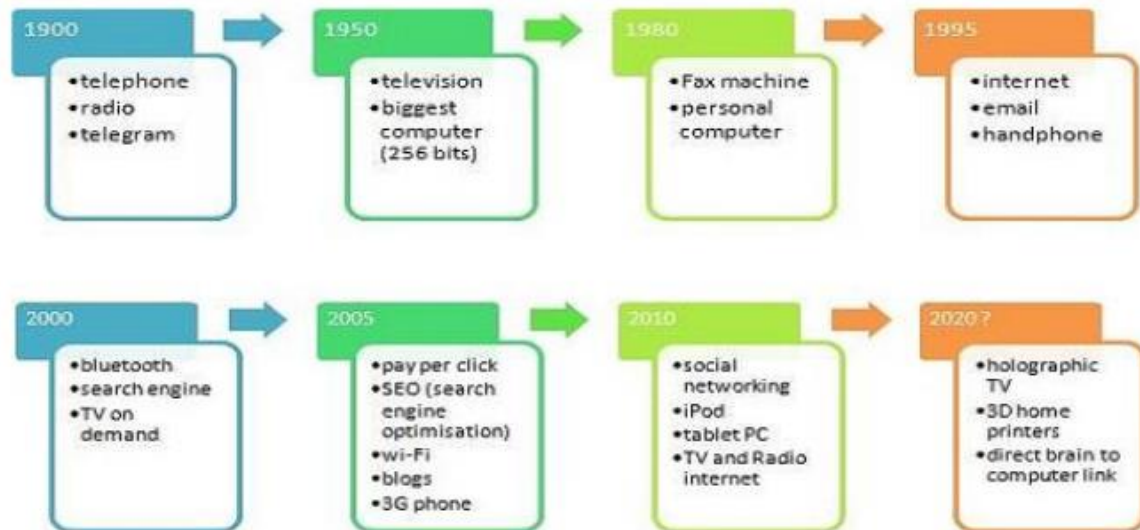 1900
•telephone
•radio
•telegram
1950
•television
•biggest
computer
(256 bits)
1980
•Fax machine
•personal
computer
1995
•internet
•email
•handphone
2000
•bluetooth
•search engine
•TV on
demand
2005
•pay per click
•SEO (search
engine
optimisation)
•wi-Fi
•blogs
•3G phone
2010
•social
networking
•iPod
•tablet PC
•TV and Radio
internet
2020?
•holographic
TV
•3D home
printers
•direct brain to
computer link